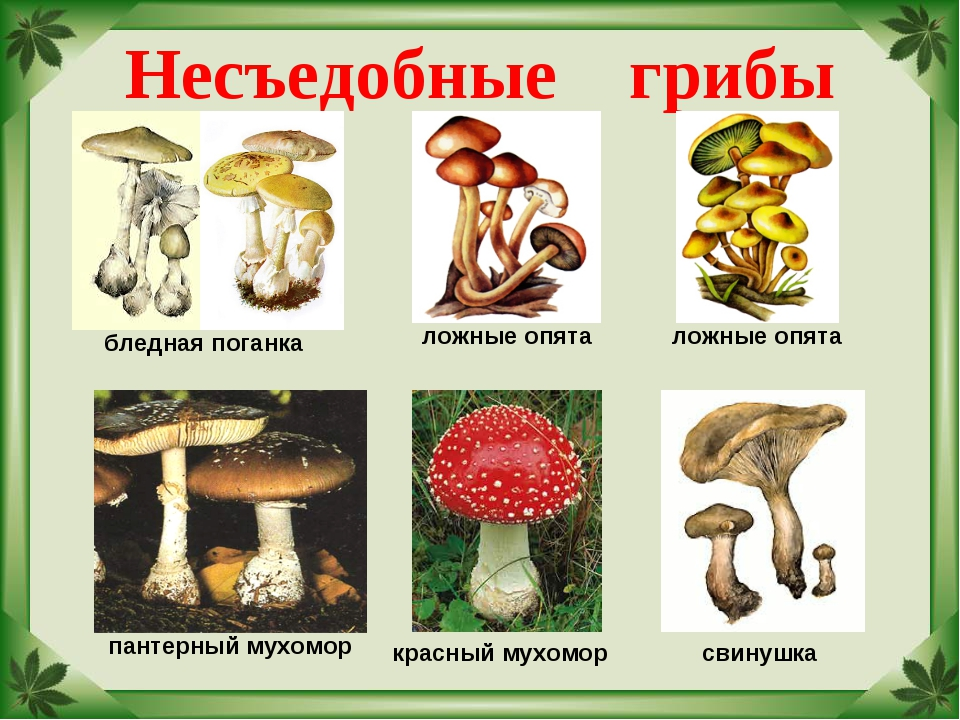 Несъедобные грибы
бледная поганка
ложные опята
ложные опята
пантерный мухомор
красный мухомор
свинушка